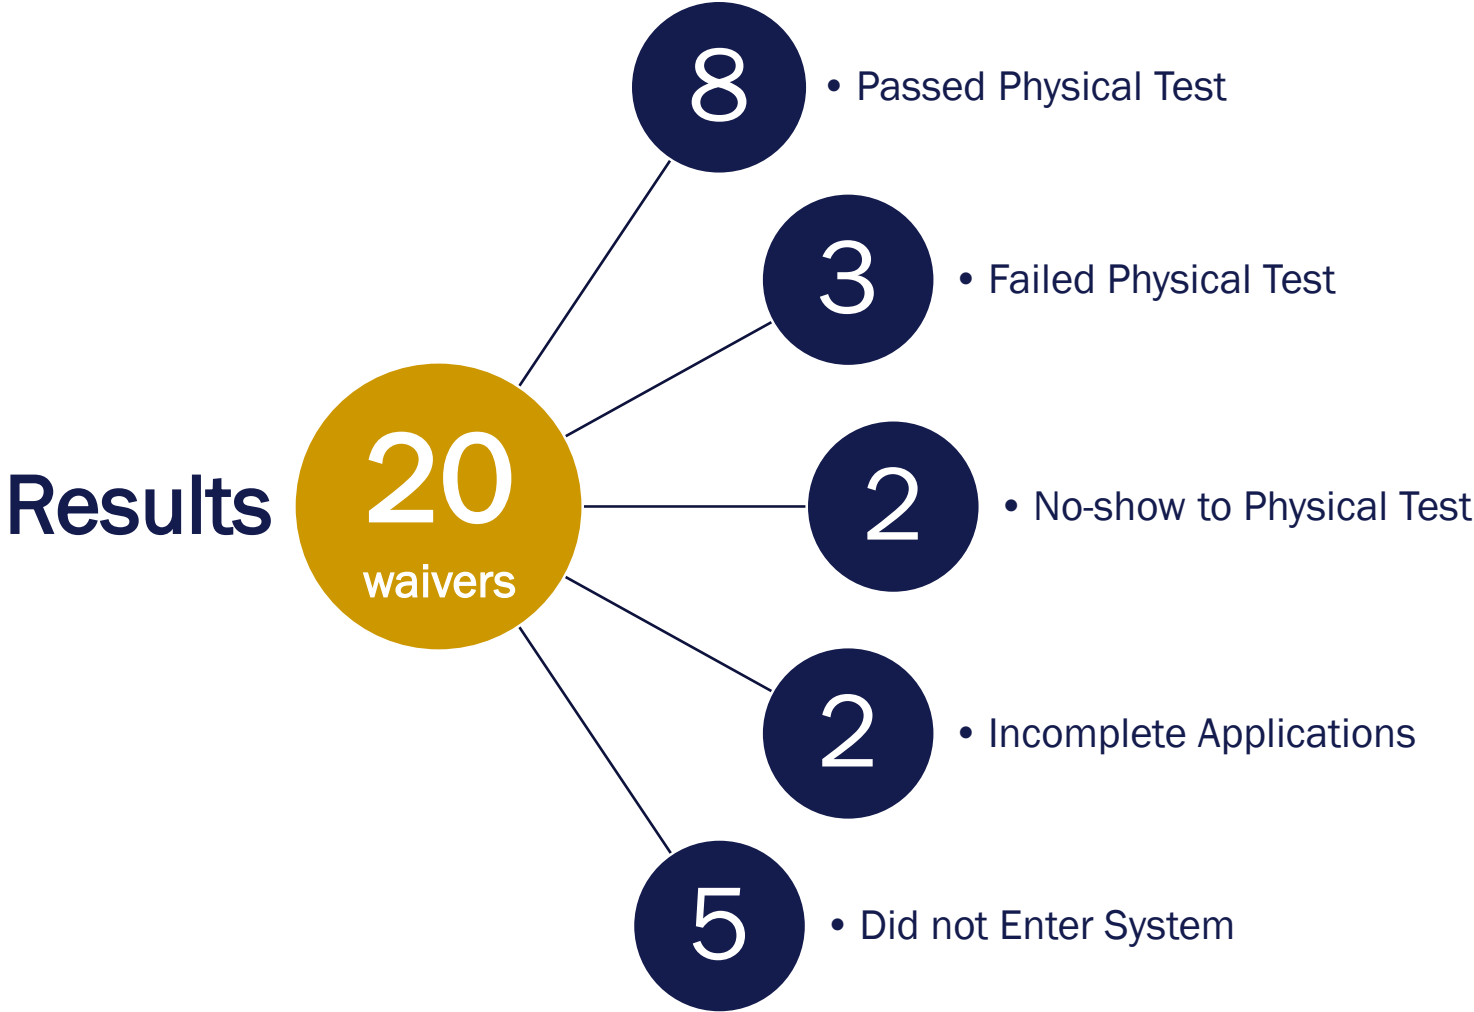 Results
20
waivers
8
• Passed Physical Test
3
• Failed Physical Test
2
• No-show to Physical Test
2
• Incomplete Applications
5
• Did not Enter System